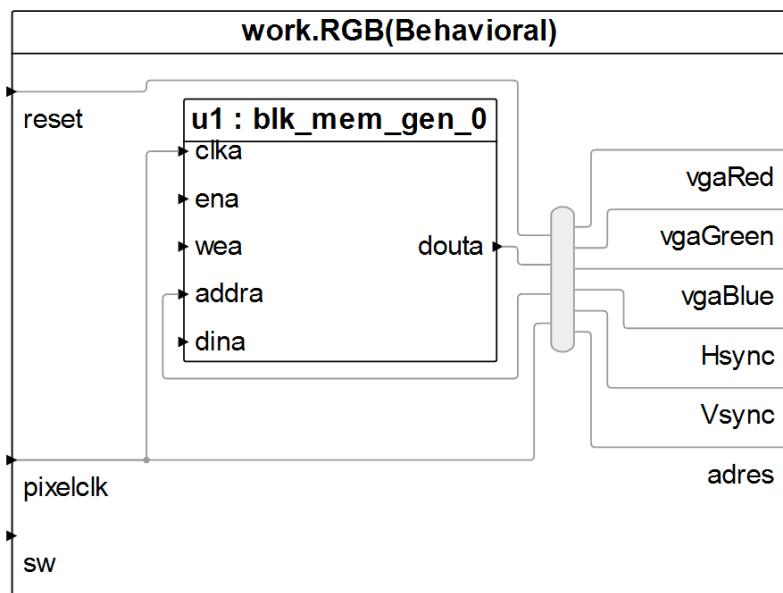 work.RGB(Behavioral)
reset
u1 : blk_mem_gen_0
clka
ena
wea
douta
addra
dina
vgaRed
vgaGreen
vgaBlue
Hsync
Vsync
adres
pixelclk
sw